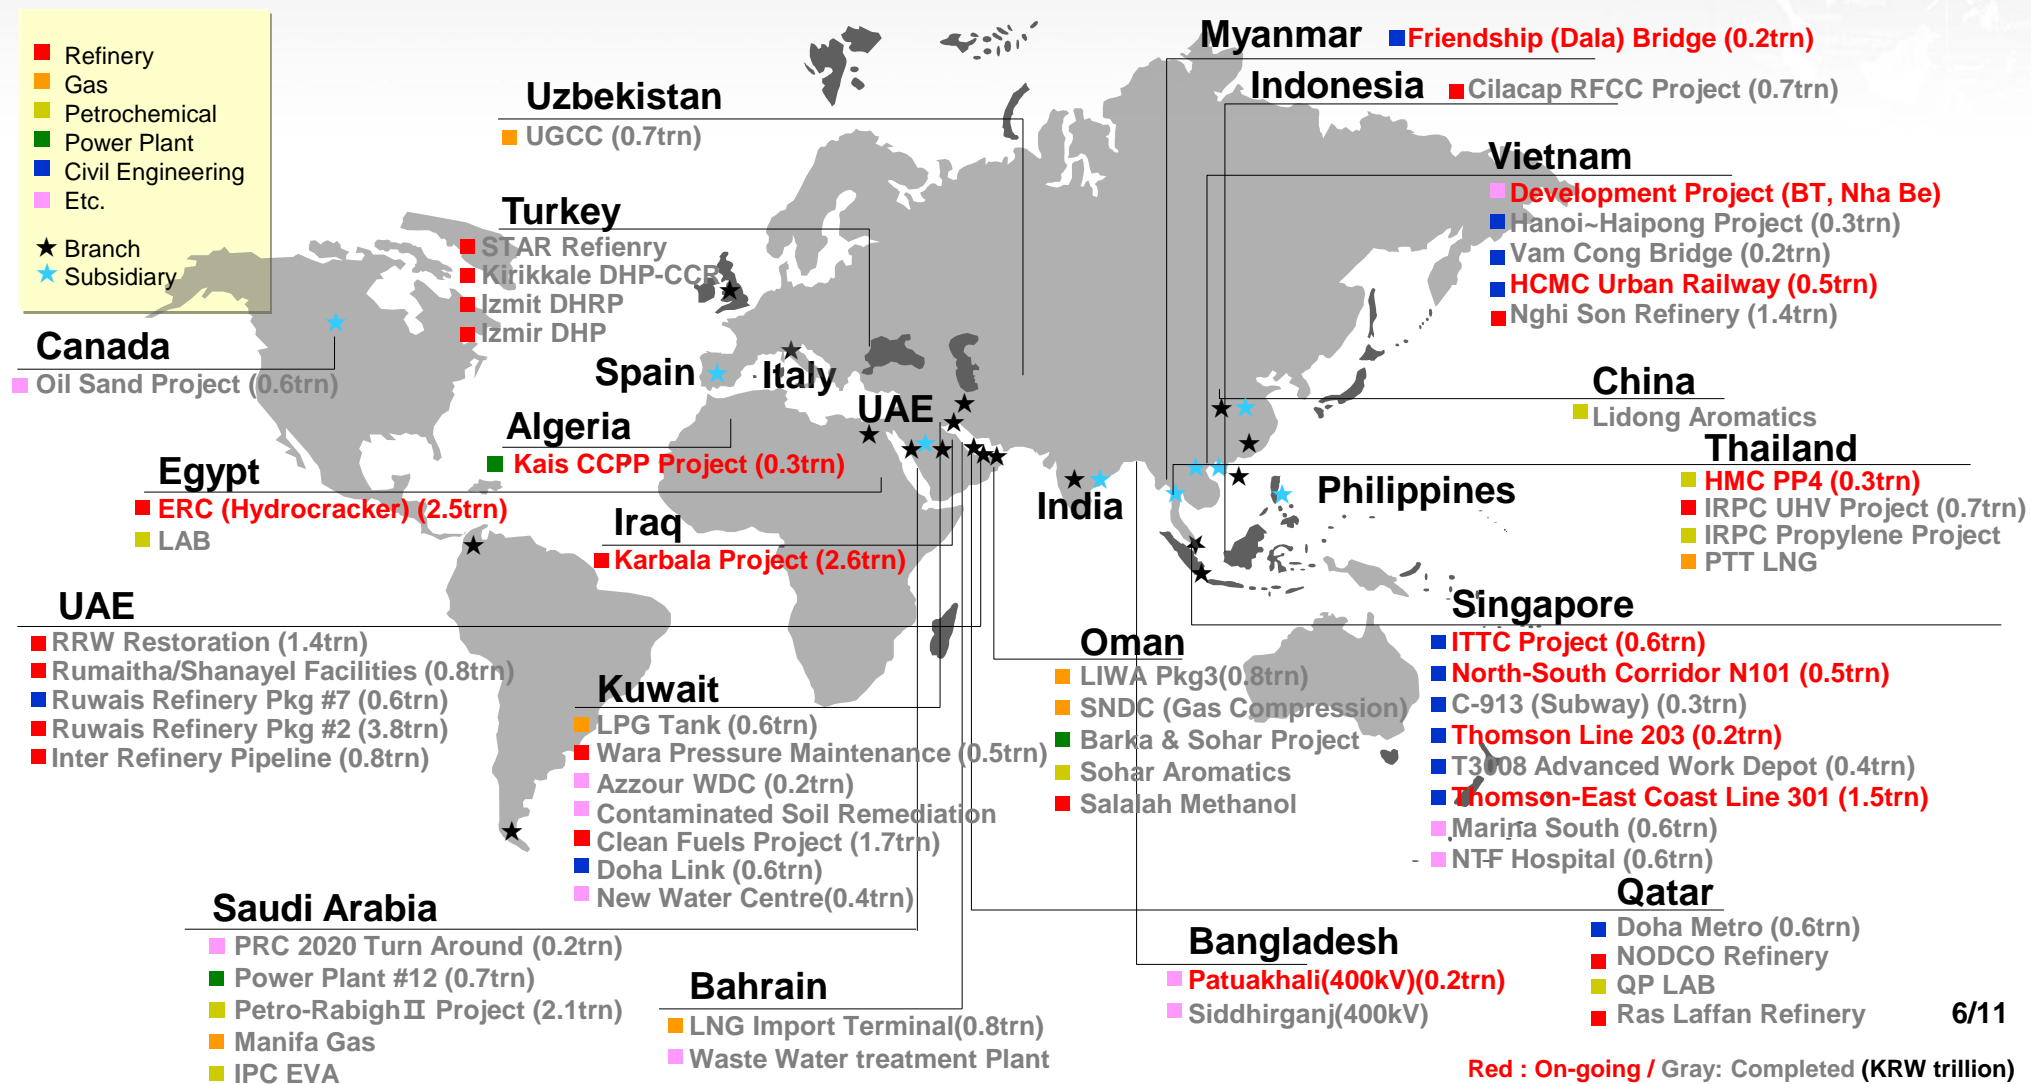 Refinery
Gas
Petrochemical
Power Plant
Civil Engineering
Etc.
Branch
Subsidiary
Myanmar
Friendship (Dala) Bridge (0.2trn)
Indonesia
Cilacap RFCC Project (0.7trn)
Uzbekistan
UGCC (0.7trn)
Vietnam
Development Project (BT, Nha Be)
Hanoi~Haipong Project (0.3trn)
Vam Cong Bridge (0.2trn)
HCMC Urban Railway (0.5trn)
Nghi Son Refinery (1.4trn)
Turkey
STAR Refienry
Kirikkale DHP-CCR
Izmit DHRP
Izmir DHP
Canada
Oil Sand Project (0.6trn)
Spain
Italy
UAE
China
Lidong Aromatics
Algeria
Kais CCPP Project (0.3trn)
Thailand
HMC PP4 (0.3trn)
IRPC UHV Project (0.7trn)
IRPC Propylene Project
PTT LNG
Egypt
ERC (Hydrocracker) (2.5trn)
LAB
India
Philippines
Iraq
Karbala Project (2.6trn)
UAE
RRW Restoration (1.4trn)
Rumaitha/Shanayel Facilities (0.8trn)
Ruwais Refinery Pkg #7 (0.6trn)
Ruwais Refinery Pkg #2 (3.8trn)
Inter Refinery Pipeline (0.8trn)
Singapore
ITTC Project (0.6trn)
North-South Corridor N101 (0.5trn)
C-913 (Subway) (0.3trn)
Thomson Line 203 (0.2trn)
T3008 Advanced Work Depot (0.4trn)
Thomson-East Coast Line 301 (1.5trn)
Marina South (0.6trn)
NTF Hospital (0.6trn)
Oman
LIWA Pkg3(0.8trn)
SNDC (Gas Compression)
Barka & Sohar Project
Sohar Aromatics
Salalah Methanol
Kuwait
LPG Tank (0.6trn)
Wara Pressure Maintenance (0.5trn)
Azzour WDC (0.2trn)
Contaminated Soil Remediation
Clean Fuels Project (1.7trn)
Doha Link (0.6trn)
New Water Centre(0.4trn)
Saudi Arabia
PRC 2020 Turn Around (0.2trn)
Power Plant #12 (0.7trn)
Petro-RabighⅡ Project (2.1trn)
Manifa Gas
IPC EVA
Bahrain
LNG Import Terminal(0.8trn)
Waste Water treatment Plant
Bangladesh
Patuakhali(400kV)(0.2trn)
Siddhirganj(400kV)
Qatar
Doha Metro (0.6trn)
NODCO Refinery
QP LAB
Ras Laffan Refinery
6/11
Red : On-going / Gray: Completed (KRW trillion)